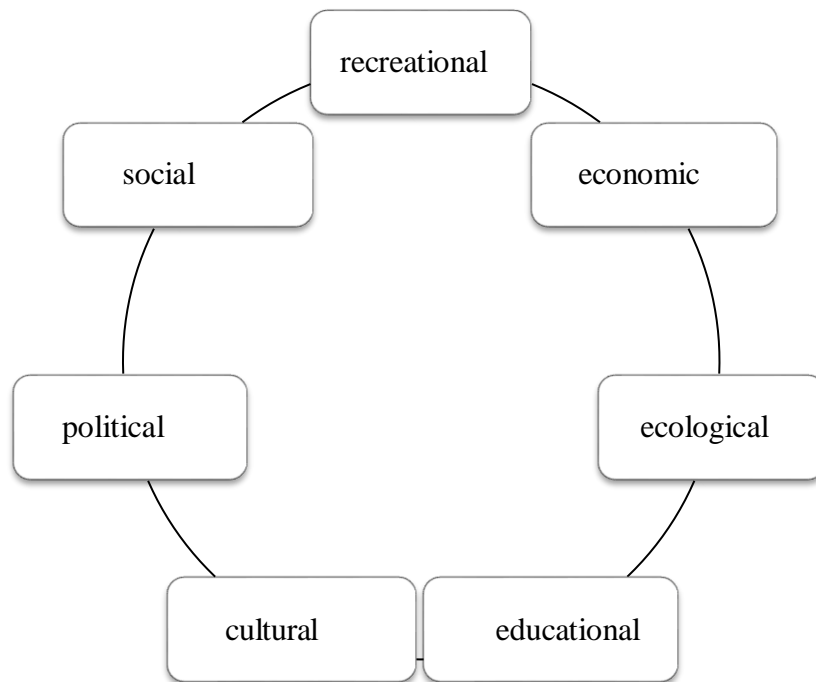 recreational
social
economic
political
ecological
cultural
educational